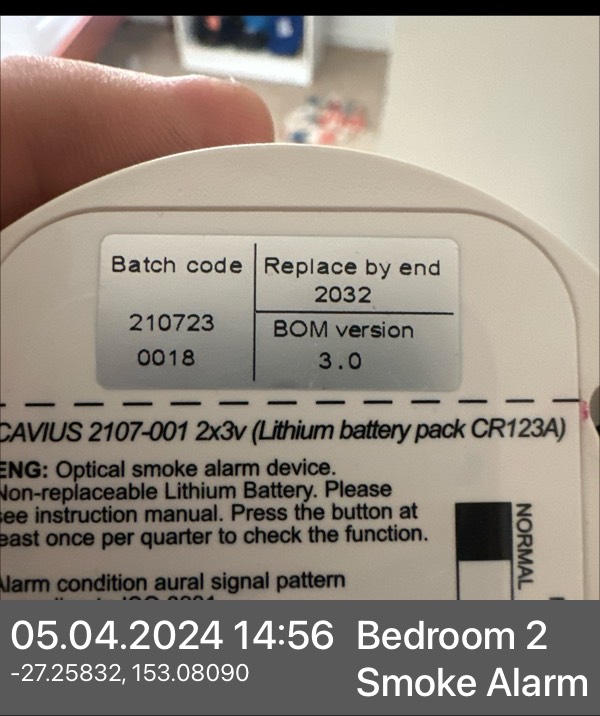 Batch code
210723
0018
Replace by end
2032
BOM version
3.0
CAVIUS 2107-001 2x3v (Lithium battery pack CR123A)
ENG: Optical smoke alarm device.
Non-replaceable Lithium Battery. Please
see instruction manual. Press the button at
least once per quarter to check the function.
Alarm condition aural signal pattern
NORMAL
05.04.2024 14:56
-27.25832, 153.08090
Bedroom 2
Smoke Alarm